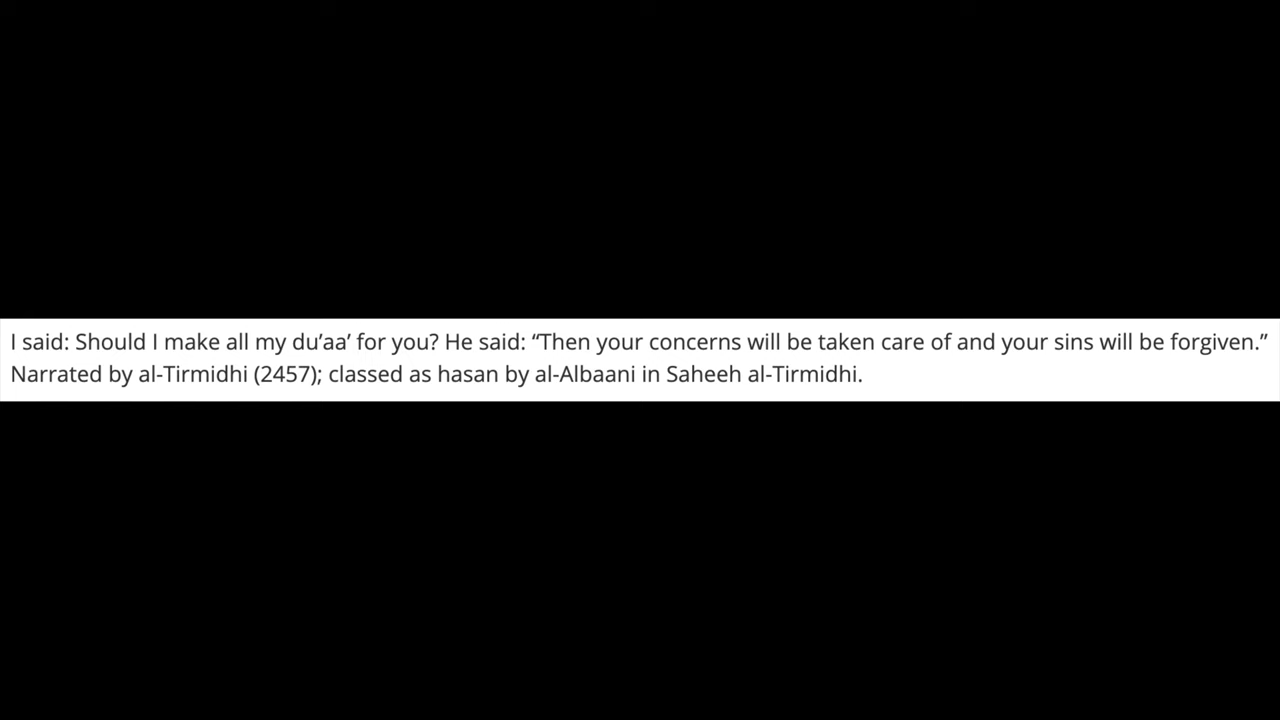 I said: Should I make all my du’aa’ for you? He said: “Then your concerns will be taken care of and your sins will be forgiven.”
Narrated by al-Tirmidhi (2457); classed as hasan by al-Albaani in Saheeh al-Tirmidhi.